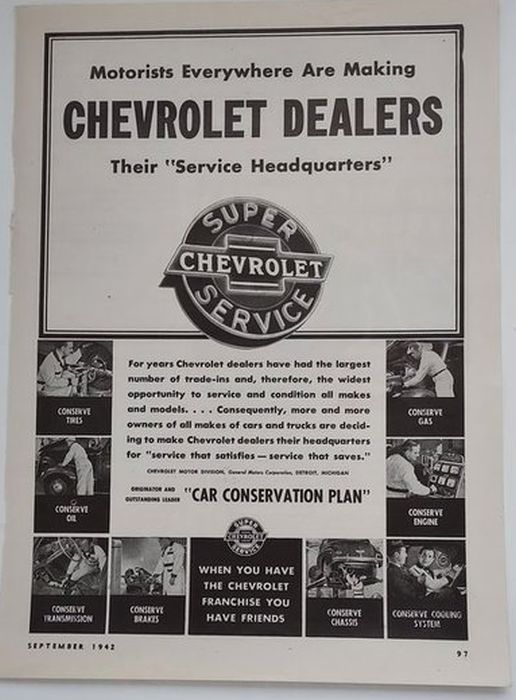 Motorists Everywhere Are Making
CHEVROLET DEALERS
Their "Service Headquarters"
SUPER
CHEVROLET
SERVICE
For years Chevrolet dealers have had the largest
number of trade-ins and, therefore, the widest
opportunity to service and condition all makes
and models. . . . Consequently, more and more
owners of all makes of cars and trucks are decid-
ing to make Chevrolet dealers their headquarters
for "service that satisfies—service that saves."
CHEVROLET MOTOR DIVISION, General Motors Corporation, DETROIT, MICHIGAN
ORIGINATOR AND
OUTSTANDING LEADER
"CAR CONSERVATION PLAN"
CONSERVE
TIRES
CONSERVE
GAS
CONSERVE
OIL
CONSERVE
ENGINE
CONSERVE
TRANSMISSION
CONSERVE
BRAKES
SUPER
CHEVROLET
SERVICE
WHEN YOU HAVE
THE CHEVROLET
FRANCHISE YOU
HAVE FRIENDS
CONSERVE
CHASSIS
CONSERVE COOLING
SYSTEM
SEPTEMBER 1942
97